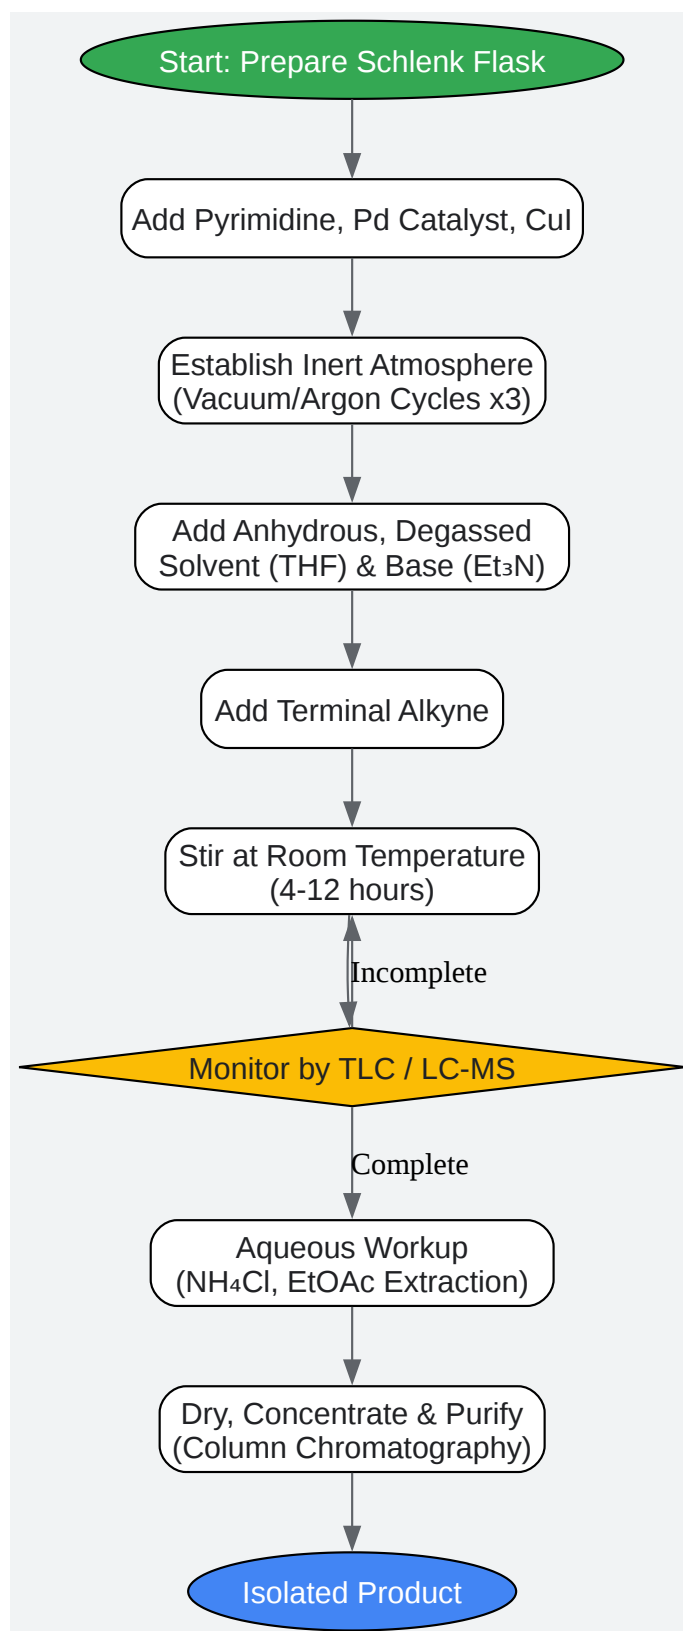 Start: Prepare Schlenk Flask
Add Pyrimidine, Pd Catalyst, CuI
Establish Inert Atmosphere
(Vacuum/Argon Cycles x3)
Add Anhydrous, Degassed
Solvent (THF) & Base (Et₃N)
Add Terminal Alkyne
Stir at Room Temperature
(4-12 hours)
Incomplete
Monitor by TLC / LC-MS
Complete
Aqueous Workup
(NH₄Cl, EtOAc Extraction)
Dry, Concentrate & Purify
(Column Chromatography)
Isolated Product